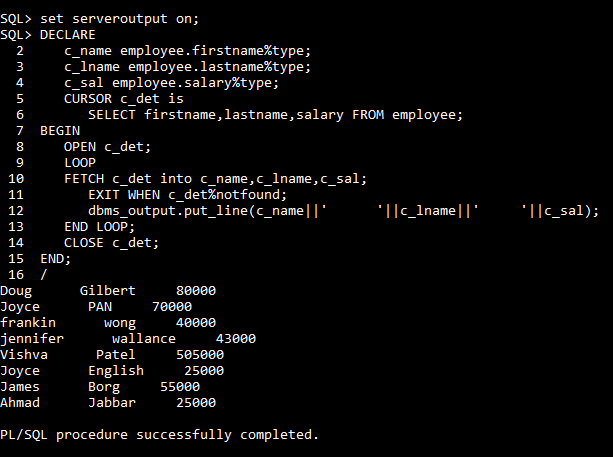 SQL> set serveroutput on;
SQL> DECLARE
  2     c_name employee.firstname%type;
  3     c_lname employee.lastname%type;
  4     c_sal employee.salary%type;
  5     CURSOR c_det is
  6        SELECT firstname,lastname,salary FROM employee;
  7  BEGIN
  8     OPEN c_det;
  9     LOOP
 10     FETCH c_det into c_name,c_lname,c_sal;
 11        EXIT WHEN c_det%notfound;
 12        dbms_output.put_line(c_name||'      '||c_lname||'     '||c_sal);
 13     END LOOP;
 14     CLOSE c_det;
 15  END;
 16  /
Doug      Gilbert     80000
Joyce      PAN     70000
frankin      wong     40000
jennifer      wallance     43000
Vishva      Patel     505000
Joyce      English     25000
James      Borg     55000
Ahmad      Jabbar     25000
PL/SQL procedure successfully completed.